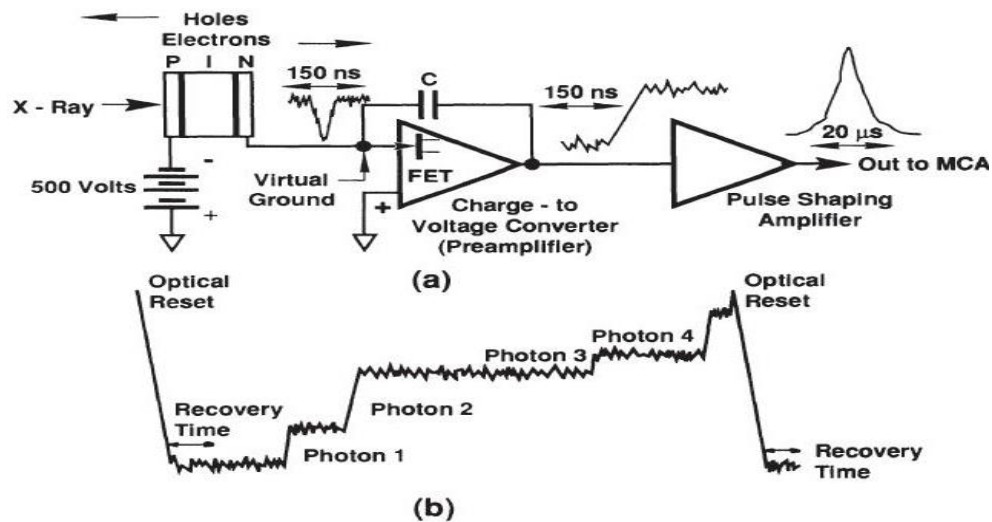 Holes
Electrons
P I N
X - Ray
150 ns
C
150 ns
20 μs
Out to MCA
500 Volts
-
+
Virtual
Ground
FET
+
Charge - to
Voltage Converter
(Preamplifier)
Pulse Shaping
Amplifier
(a)
Optical
Reset
Recovery
Time
Photon 1
Photon 2
Photon 3
Photon 4
Optical
Reset
Recovery
Time
(b)